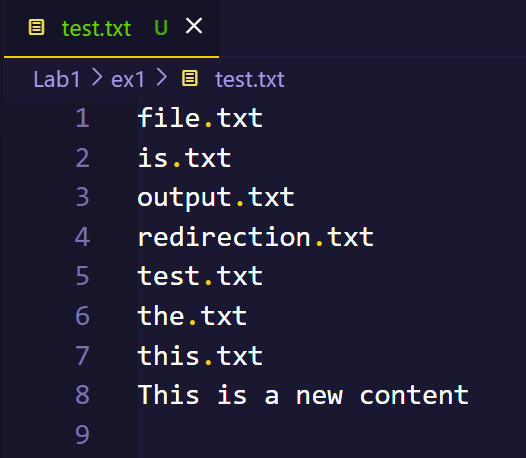 test.txt U
Lab1 > ex1 > test.txt
1 file.txt
2 is.txt
3 output.txt
4 redirection.txt
5 test.txt
6 the.txt
7 this.txt
8 This is a new content
9